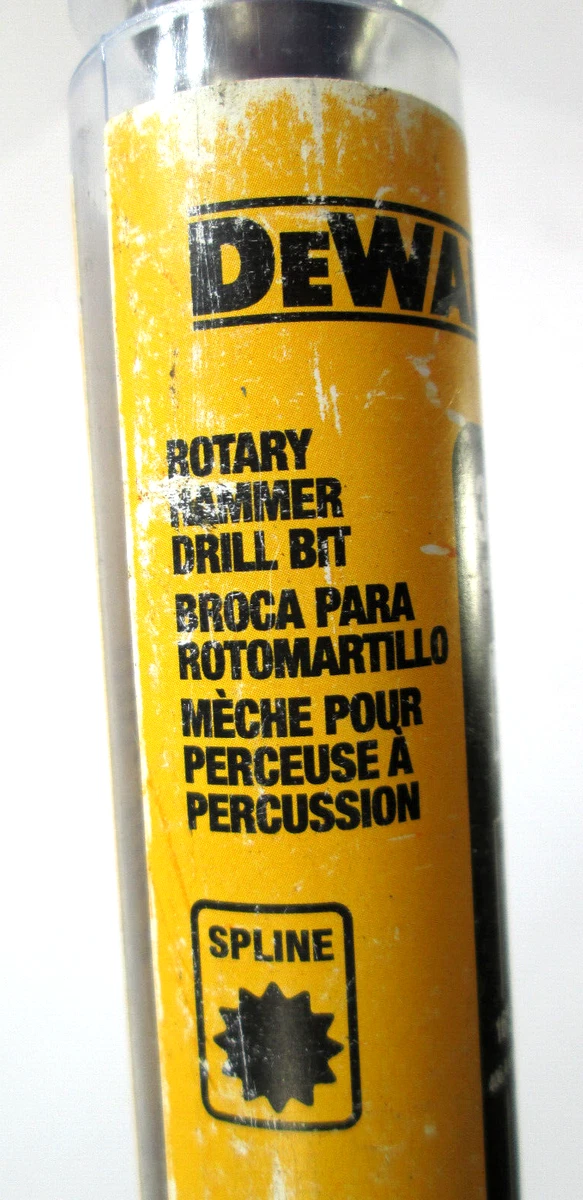 DEWA
ROTARY
HAMMER
DRILL BIT
BROCA PARA
ROTOMARTILLO
MÈCHE POUR
PERCEUSE À
PERCUSSION
SPLINE